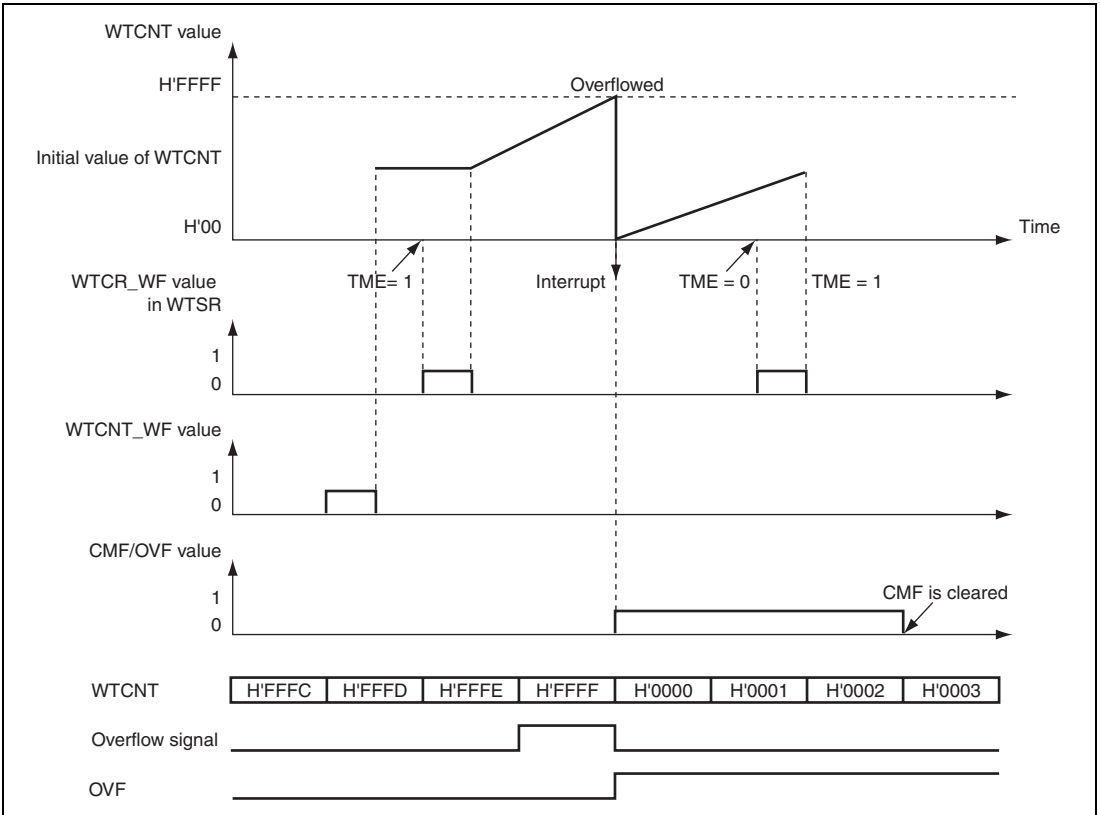 WTCNT value
H'FFFF
Overflowed
Initial value of WTCNT
H'00
Time
WTCR_WF value
in WTSR
TME= 1
Interrupt
TME = 0
TME = 1
1
0
WTCNT_WF value
1
0
CMF/OVF value
1
0
CMF is cleared
WTCNT H'FFFC H'FFFD H'FFFE H'FFFF H'0000 H'0001 H'0002 H'0003
Overflow signal
OVF